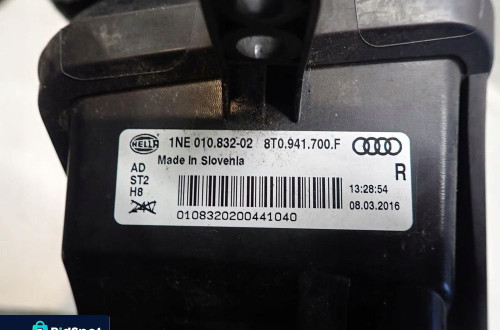 HELLA 1NE 010.832-02 8T0.941.700.F
Made in Slovenia
AD
ST2
H8
R
13:28:54
08.03.2016
0108320200441040
BidSpot